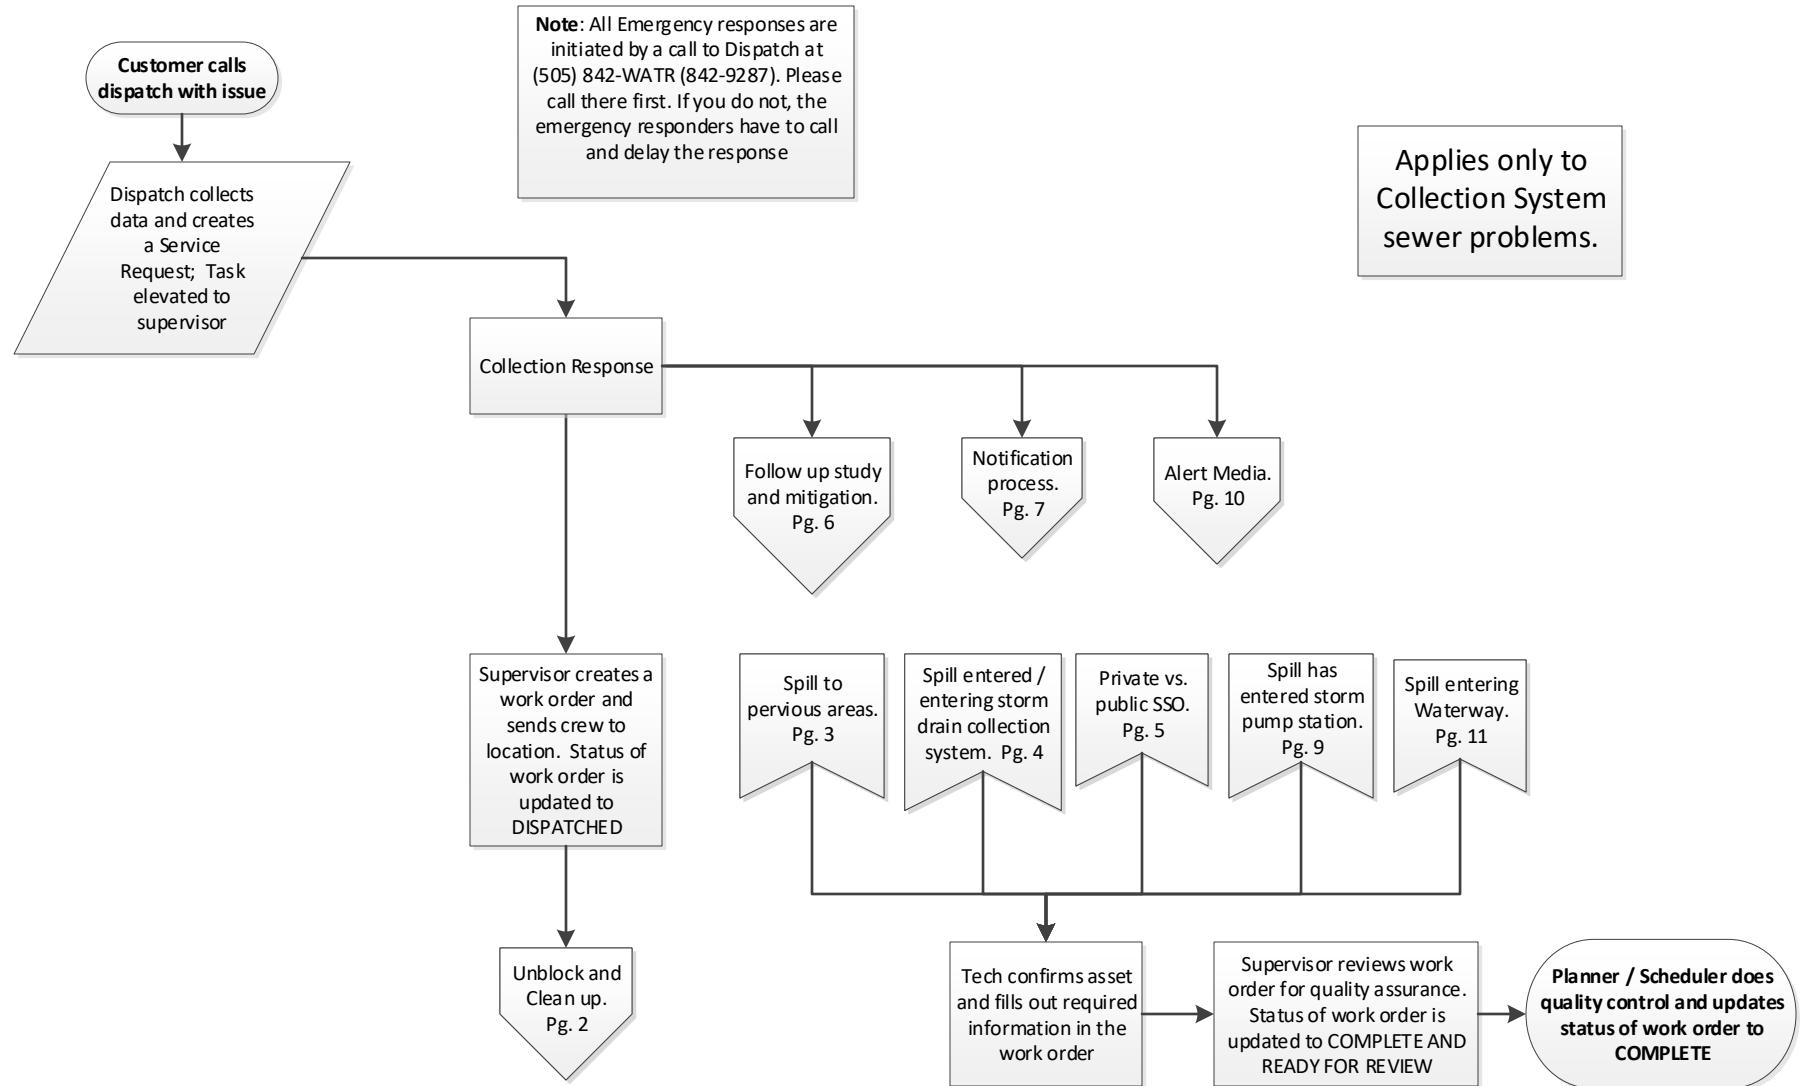 Customer calls
dispatch with issue
Note: All Emergency responses are
initiated by a call to Dispatch at
(505) 842-WATR (842-9287). Please
call there first. If you do not, the
emergency responders have to call
and delay the response
Applies only to
Collection System
sewer problems.
Dispatch collects
data and creates
a Service
Request; Task
elevated to
supervisor
Collection Response
Follow up study
and mitigation.
Pg. 6
Notification
process.
Pg. 7
Alert Media.
Pg. 10
Supervisor creates a
work order and
sends crew to
location. Status of
work order is
updated to
DISPATCHED
Spill to
pervious areas.
Pg. 3
Spill entered /
entering storm
drain collection
system. Pg. 4
Private vs.
public SSO.
Pg. 5
Spill has
entered storm
pump station.
Pg. 9
Spill entering
Waterway.
Pg. 11
Unblock and
Clean up.
Pg. 2
Tech confirms asset
and fills out required
information in the
work order
Supervisor reviews work
order for quality assurance.
Status of work order is
updated to COMPLETE AND
READY FOR REVIEW
Planner / Scheduler does
quality control and updates
status of work order to
COMPLETE